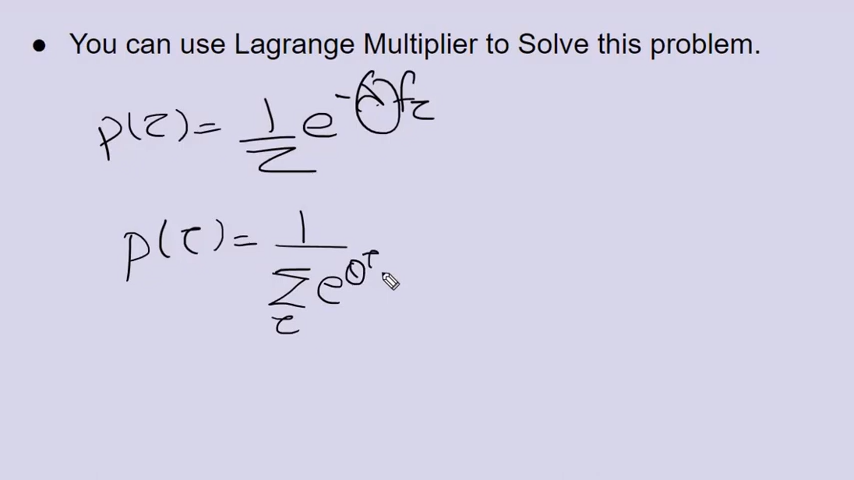 ● You can use Lagrange Multiplier to Solve this problem.
p(τ) = 1/Z e^-λ f_τ
p(τ) = 1/Σ_τ e^θ^T